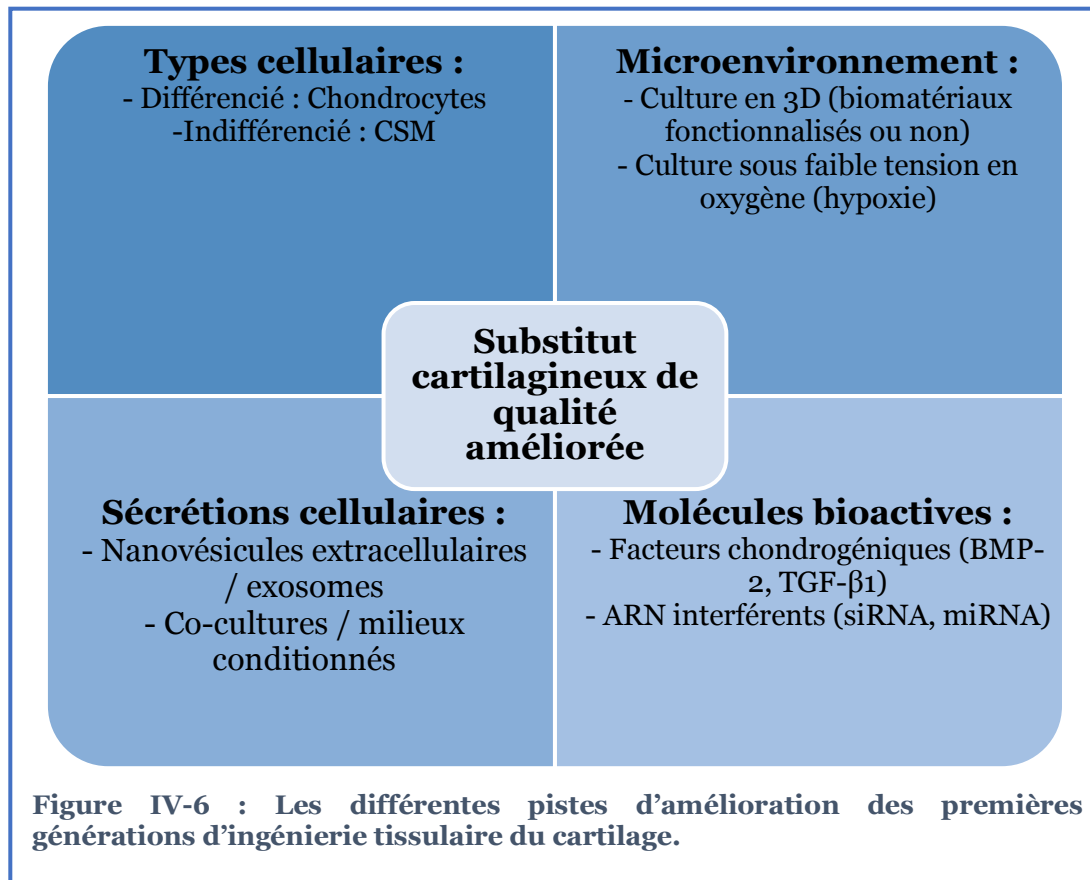 Types cellulaires :
- Différencié : Chondrocytes
-Indifférencié : CSM
Microenvironnement :
- Culture en 3D (biomatériaux
fonctionnalisés ou non)
- Culture sous faible tension en
oxygène (hypoxie)
Substitut
cartilagineux de
qualité
améliorée
Sécrétions cellulaires :
- Nanovésicules extracellulaires
/ exosomes
- Co-cultures / milieux
conditionnés
Molécules bioactives :
- Facteurs chondrogéniques (BMP-
2, TGF-β1)
- ARN interférents (siRNA, miRNA)
Figure IV-6 : Les différentes pistes d’amélioration des premières
générations d’ingénierie tissulaire du cartilage.